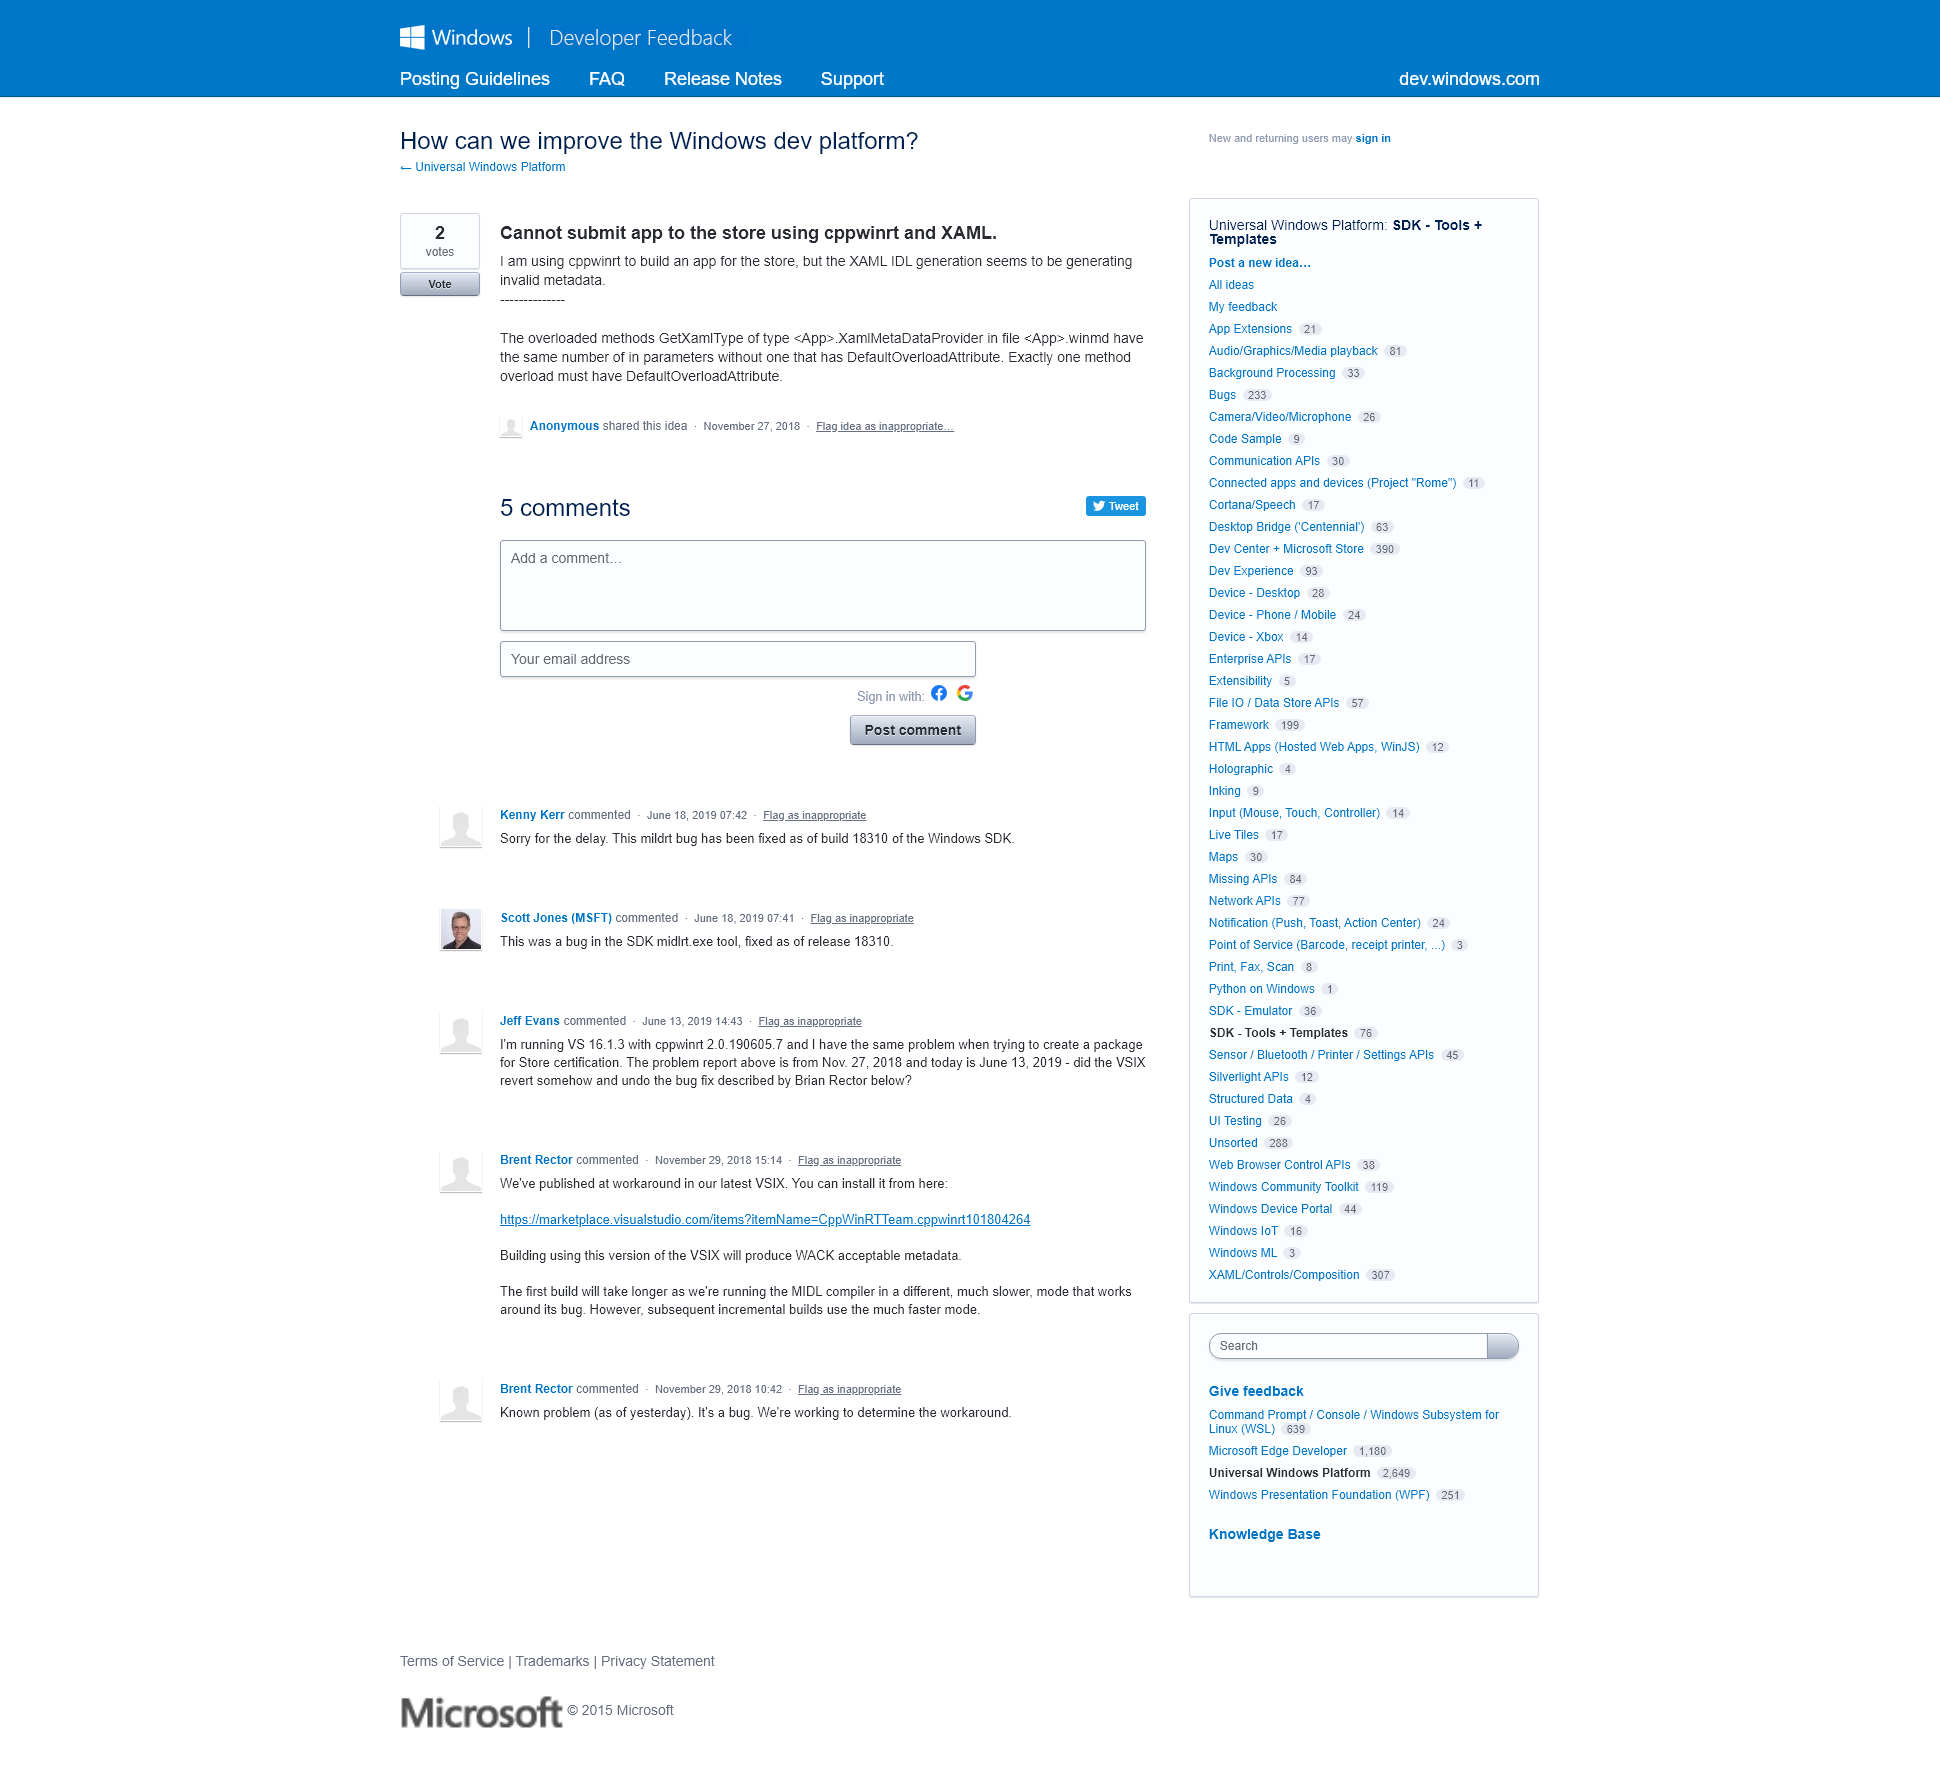 Windows | Developer Feedback
Posting Guidelines FAQ Release Notes Support dev.windows.com
How can we improve the Windows dev platform?
← Universal Windows Platform
New and returning users may sign in
2
votes
Vote
Cannot submit app to the store using cppwinrt and XAML.
I am using cppwinrt to build an app for the store, but the XAML IDL generation seems to be generating
invalid metadata.
--------------
The overloaded methods GetXamlType of type <App>.XamlMetaDataProvider in file <App>.winmd have
the same number of in parameters without one that has DefaultOverloadAttribute. Exactly one method
overload must have DefaultOverloadAttribute.
Anonymous shared this idea · November 27, 2018 · Flag idea as inappropriate…
5 comments
Tweet
Add a comment…
Your email address
Sign in with:
Post comment
Kenny Kerr commented · June 18, 2019 07:42 · Flag as inappropriate
Sorry for the delay. This mildrt bug has been fixed as of build 18310 of the Windows SDK.
Scott Jones (MSFT) commented · June 18, 2019 07:41 · Flag as inappropriate
This was a bug in the SDK midlrt.exe tool, fixed as of release 18310.
Jeff Evans commented · June 13, 2019 14:43 · Flag as inappropriate
I'm running VS 16.1.3 with cppwinrt 2.0.190605.7 and I have the same problem when trying to create a package
for Store certification. The problem report above is from Nov. 27, 2018 and today is June 13, 2019 - did the VSIX
revert somehow and undo the bug fix described by Brian Rector below?
Brent Rector commented · November 29, 2018 15:14 · Flag as inappropriate
We've published at workaround in our latest VSIX. You can install it from here:
https://marketplace.visualstudio.com/items?itemName=CppWinRTTeam.cppwinrt101804264
Building using this version of the VSIX will produce WACK acceptable metadata.
The first build will take longer as we're running the MIDL compiler in a different, much slower, mode that works
around its bug. However, subsequent incremental builds use the much faster mode.
Brent Rector commented · November 29, 2018 10:42 · Flag as inappropriate
Known problem (as of yesterday). It's a bug. We're working to determine the workaround.
Universal Windows Platform: SDK - Tools +
Templates
Post a new idea…
All ideas
My feedback
App Extensions 21
Audio/Graphics/Media playback 81
Background Processing 33
Bugs 233
Camera/Video/Microphone 26
Code Sample 9
Communication APIs 30
Connected apps and devices (Project "Rome") 11
Cortana/Speech 17
Desktop Bridge ('Centennial') 63
Dev Center + Microsoft Store 390
Dev Experience 93
Device - Desktop 28
Device - Phone / Mobile 24
Device - Xbox 14
Enterprise APIs 17
Extensibility 5
File IO / Data Store APIs 57
Framework 199
HTML Apps (Hosted Web Apps, WinJS) 12
Holographic 4
Inking 9
Input (Mouse, Touch, Controller) 14
Live Tiles 17
Maps 30
Missing APIs 84
Network APIs 77
Notification (Push, Toast, Action Center) 24
Point of Service (Barcode, receipt printer, ...) 3
Print, Fax, Scan 8
Python on Windows 1
SDK - Emulator 36
SDK - Tools + Templates 76
Sensor / Bluetooth / Printer / Settings APIs 45
Silverlight APIs 12
Structured Data 4
UI Testing 26
Unsorted 288
Web Browser Control APIs 38
Windows Community Toolkit 119
Windows Device Portal 44
Windows IoT 16
Windows ML 3
XAML/Controls/Composition 307
Search
Give feedback
Command Prompt / Console / Windows Subsystem for
Linux (WSL) 639
Microsoft Edge Developer 1,180
Universal Windows Platform 2,649
Windows Presentation Foundation (WPF) 251
Knowledge Base
Terms of Service | Trademarks | Privacy Statement
Microsoft © 2015 Microsoft